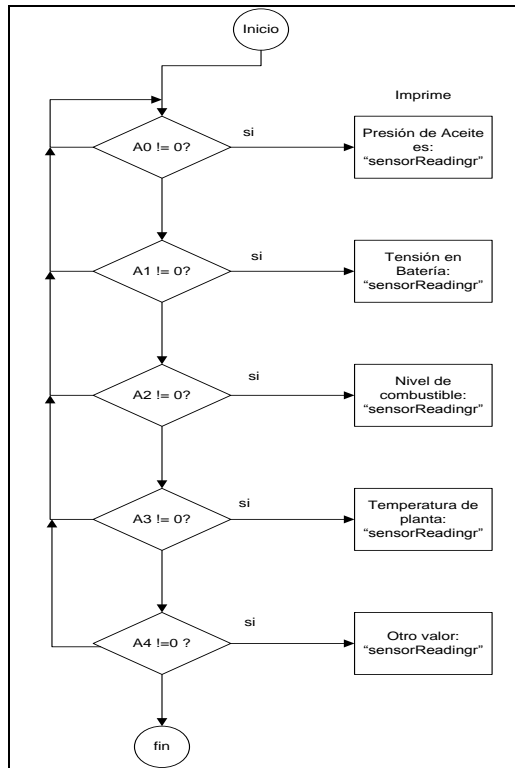 Inicio
Imprime
A0 != 0?
si
Presión de Aceite
es:
“sensorReadingr”
A1 != 0?
si
Tensión en
Batería:
“sensorReadingr”
A2 != 0?
si
Nivel de
combustible:
“sensorReadingr”
A3 != 0?
si
Temperatura de
planta:
“sensorReadingr”
A4 !=0 ?
si
Otro valor:
“sensorReadingr”
fin